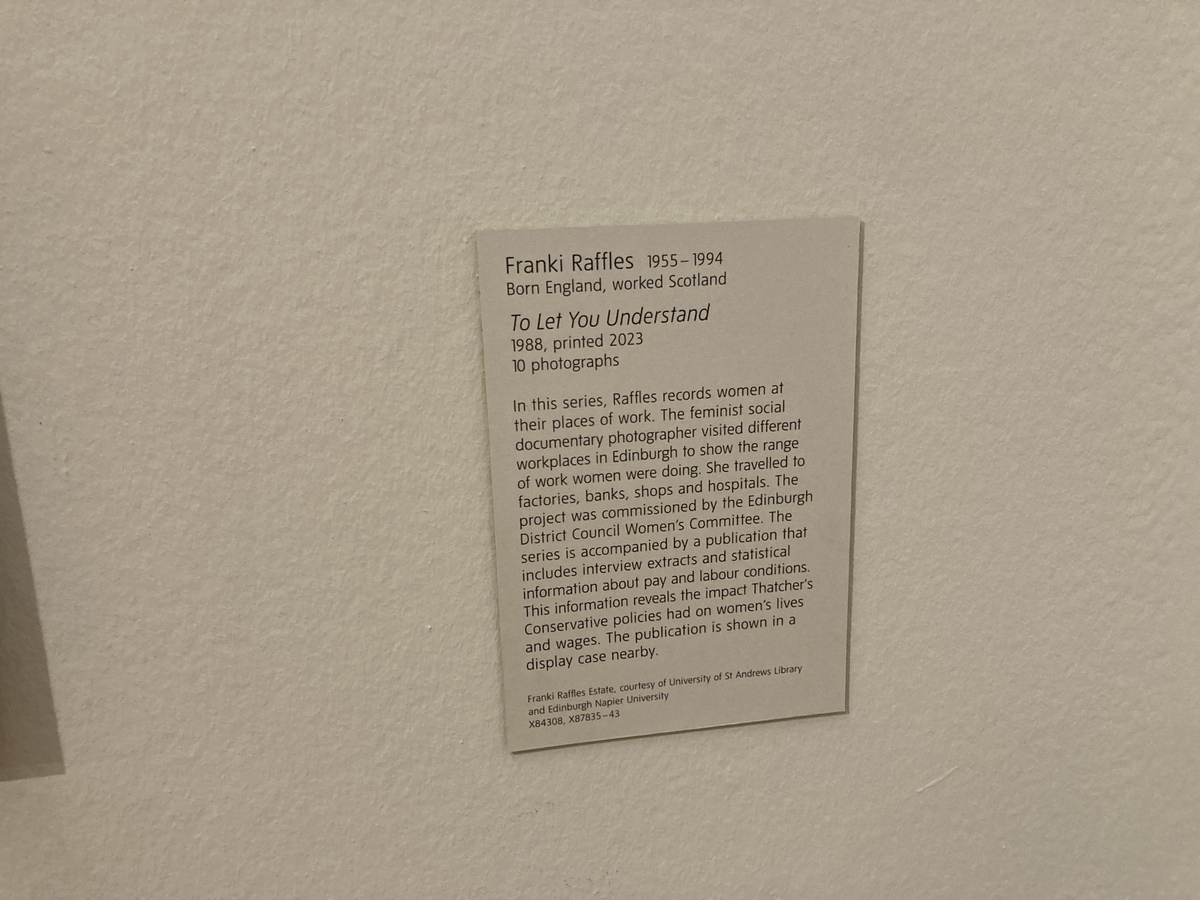 Franki Raffles 1955–1994
Born England, worked Scotland
To Let You Understand
1988, printed 2023
10 photographs
In this series, Raffles records women at
their places of work. The feminist social
documentary photographer visited different
workplaces in Edinburgh to show the range
of work women were doing. She travelled to
factories, banks, shops and hospitals. The
project was commissioned by the Edinburgh
District Council Women's Committee. The
series is accompanied by a publication that
includes interview extracts and statistical
information about pay and labour conditions.
This information reveals the impact Thatcher's
Conservative policies had on women's lives
and wages. The publication is shown in a
display case nearby.
Franki Raffles Estate, courtesy of University of St Andrews Library
and Edinburgh Napier University
X84308, X87835–43